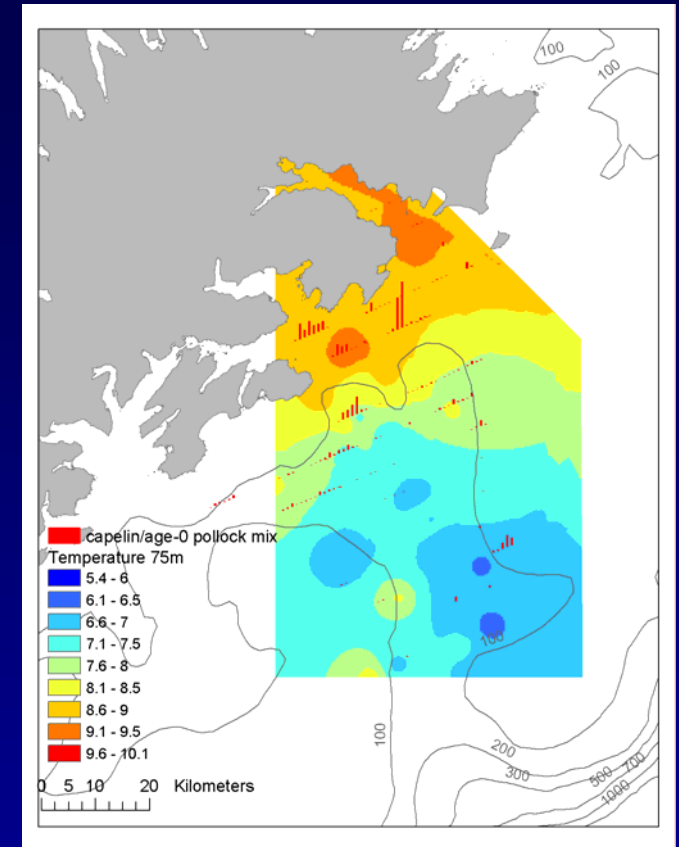 100
100
capelin/age-0 pollock mix
Temperature 75m
5.4 - 6
6.1 - 6.5
6.6 - 7
7.1 - 7.5
7.6 - 8
8.1 - 8.5
8.6 - 9
9.1 - 9.5
9.6 - 10.1
100
100
200
300
500
700
1000
0 5 10 20 Kilometers